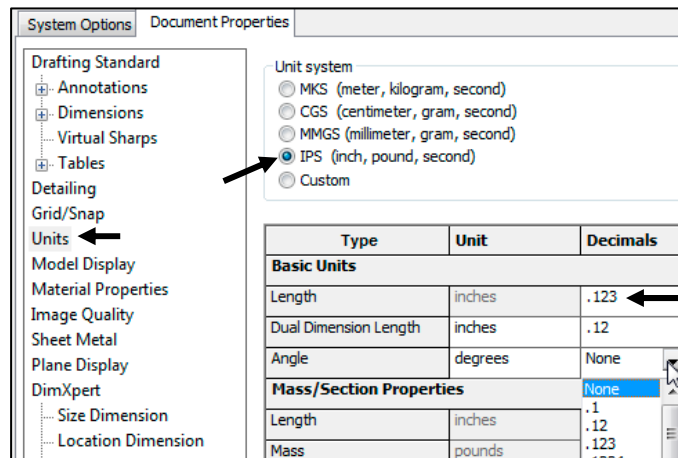 System Options Document Properties
Drafting Standard
Annotations
Dimensions
Virtual Sharps
Tables
Detailing
Grid/Snap
Units
Model Display
Material Properties
Image Quality
Sheet Metal
Plane Display
DimXpert
Size Dimension
Location Dimension
Unit system
MKS (meter, kilogram, second)
CGS (centimeter, gram, second)
MMGS (millimeter, gram, second)
IPS (inch, pound, second)
Custom
Type Unit Decimals
Basic Units
Length inches .123
Dual Dimension Length inches .12
Angle degrees None
Mass/Section Properties None
.1
Length inches .12
.123
Mass pounds